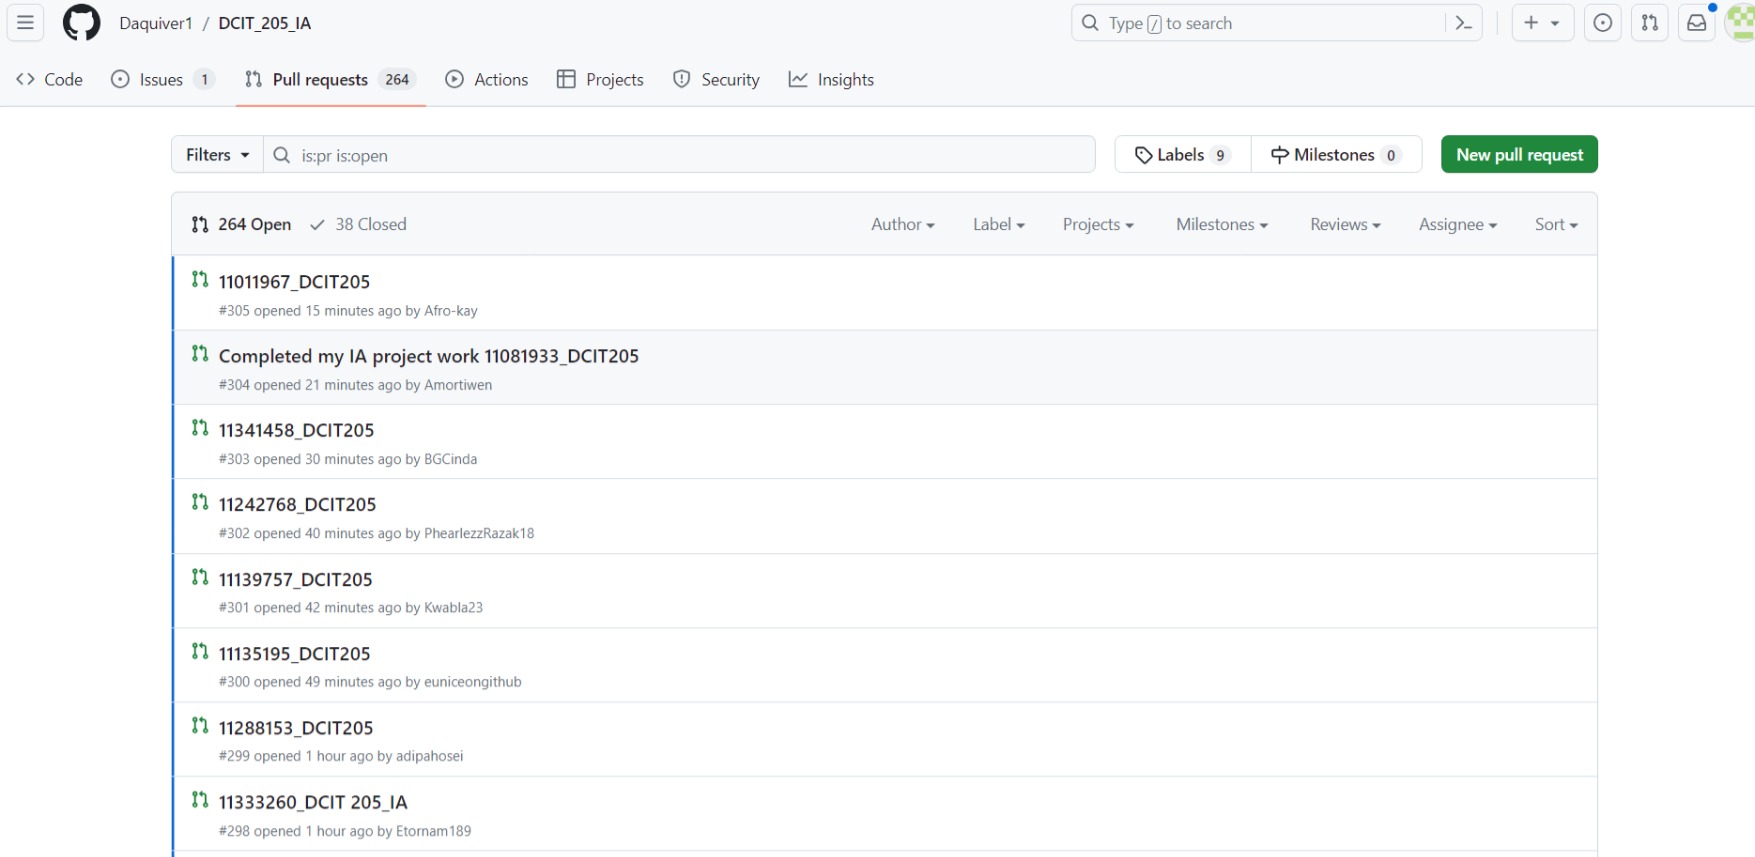 Daquiver1 / DCIT_205_IA
Type / to search
Code Issues 1 Pull requests 264 Actions Projects Security Insights
Filters is:pr is:open Labels 9 Milestones 0 New pull request
264 Open 38 Closed Author Label Projects Milestones Reviews Assignee Sort
11011967_DCIT205
#305 opened 15 minutes ago by Afro-kay
Completed my IA project work 11081933_DCIT205
#304 opened 21 minutes ago by Amortiwen
11341458_DCIT205
#303 opened 30 minutes ago by BGCinda
11242768_DCIT205
#302 opened 40 minutes ago by PhearlezzRazak18
11139757_DCIT205
#301 opened 42 minutes ago by Kwabla23
11135195_DCIT205
#300 opened 49 minutes ago by euniceongithub
11288153_DCIT205
#299 opened 1 hour ago by adipahosei
11333260_DCIT 205_IA
#298 opened 1 hour ago by Etornam189